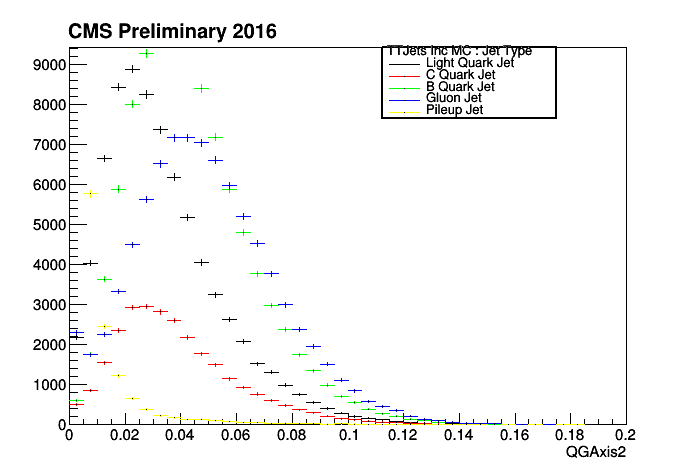 CMS Preliminary 2016
TTJets Inc MC : Jet Type
Light Quark Jet
C Quark Jet
B Quark Jet
Gluon Jet
Pileup Jet
9000
8000
7000
6000
5000
4000
3000
2000
1000
0
0 0.02 0.04 0.06 0.08 0.1 0.12 0.14 0.16 0.18 0.2
QGAxis2